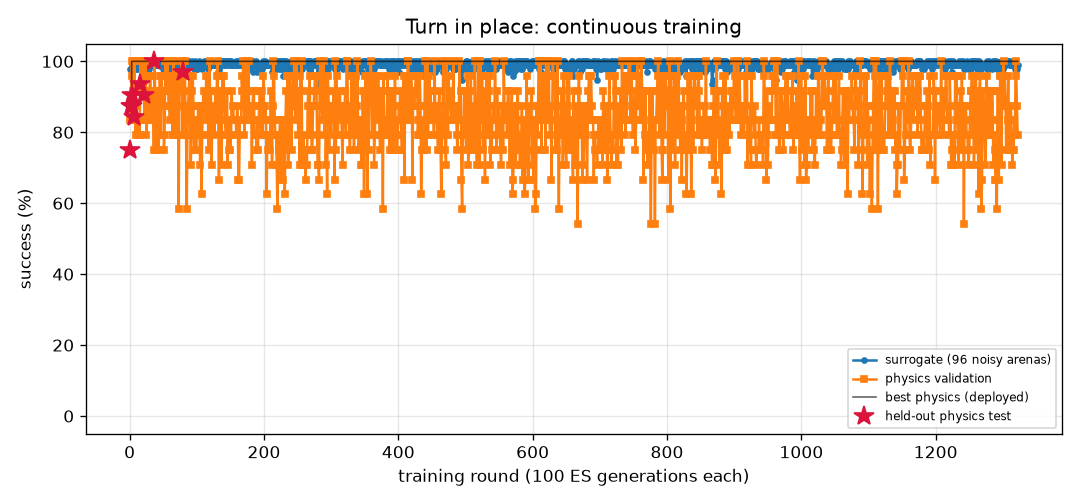 Turn in place: continuous training
success (%)
100
80
60
40
20
0
0 200 400 600 800 1000 1200
training round (100 ES generations each)
surrogate (96 noisy arenas)
physics validation
best physics (deployed)
held-out physics test